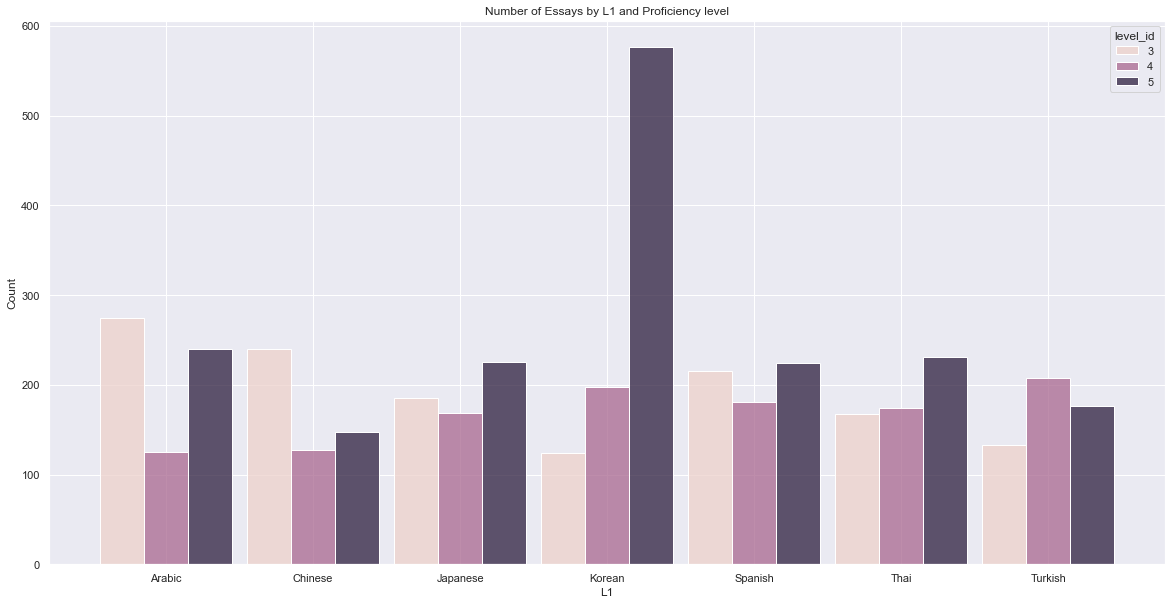 Number of Essays by L1 and Proficiency level
level_id
3
4
5
600
500
400
300
200
100
0
Count
Arabic Chinese Japanese Korean Spanish Thai Turkish
L1